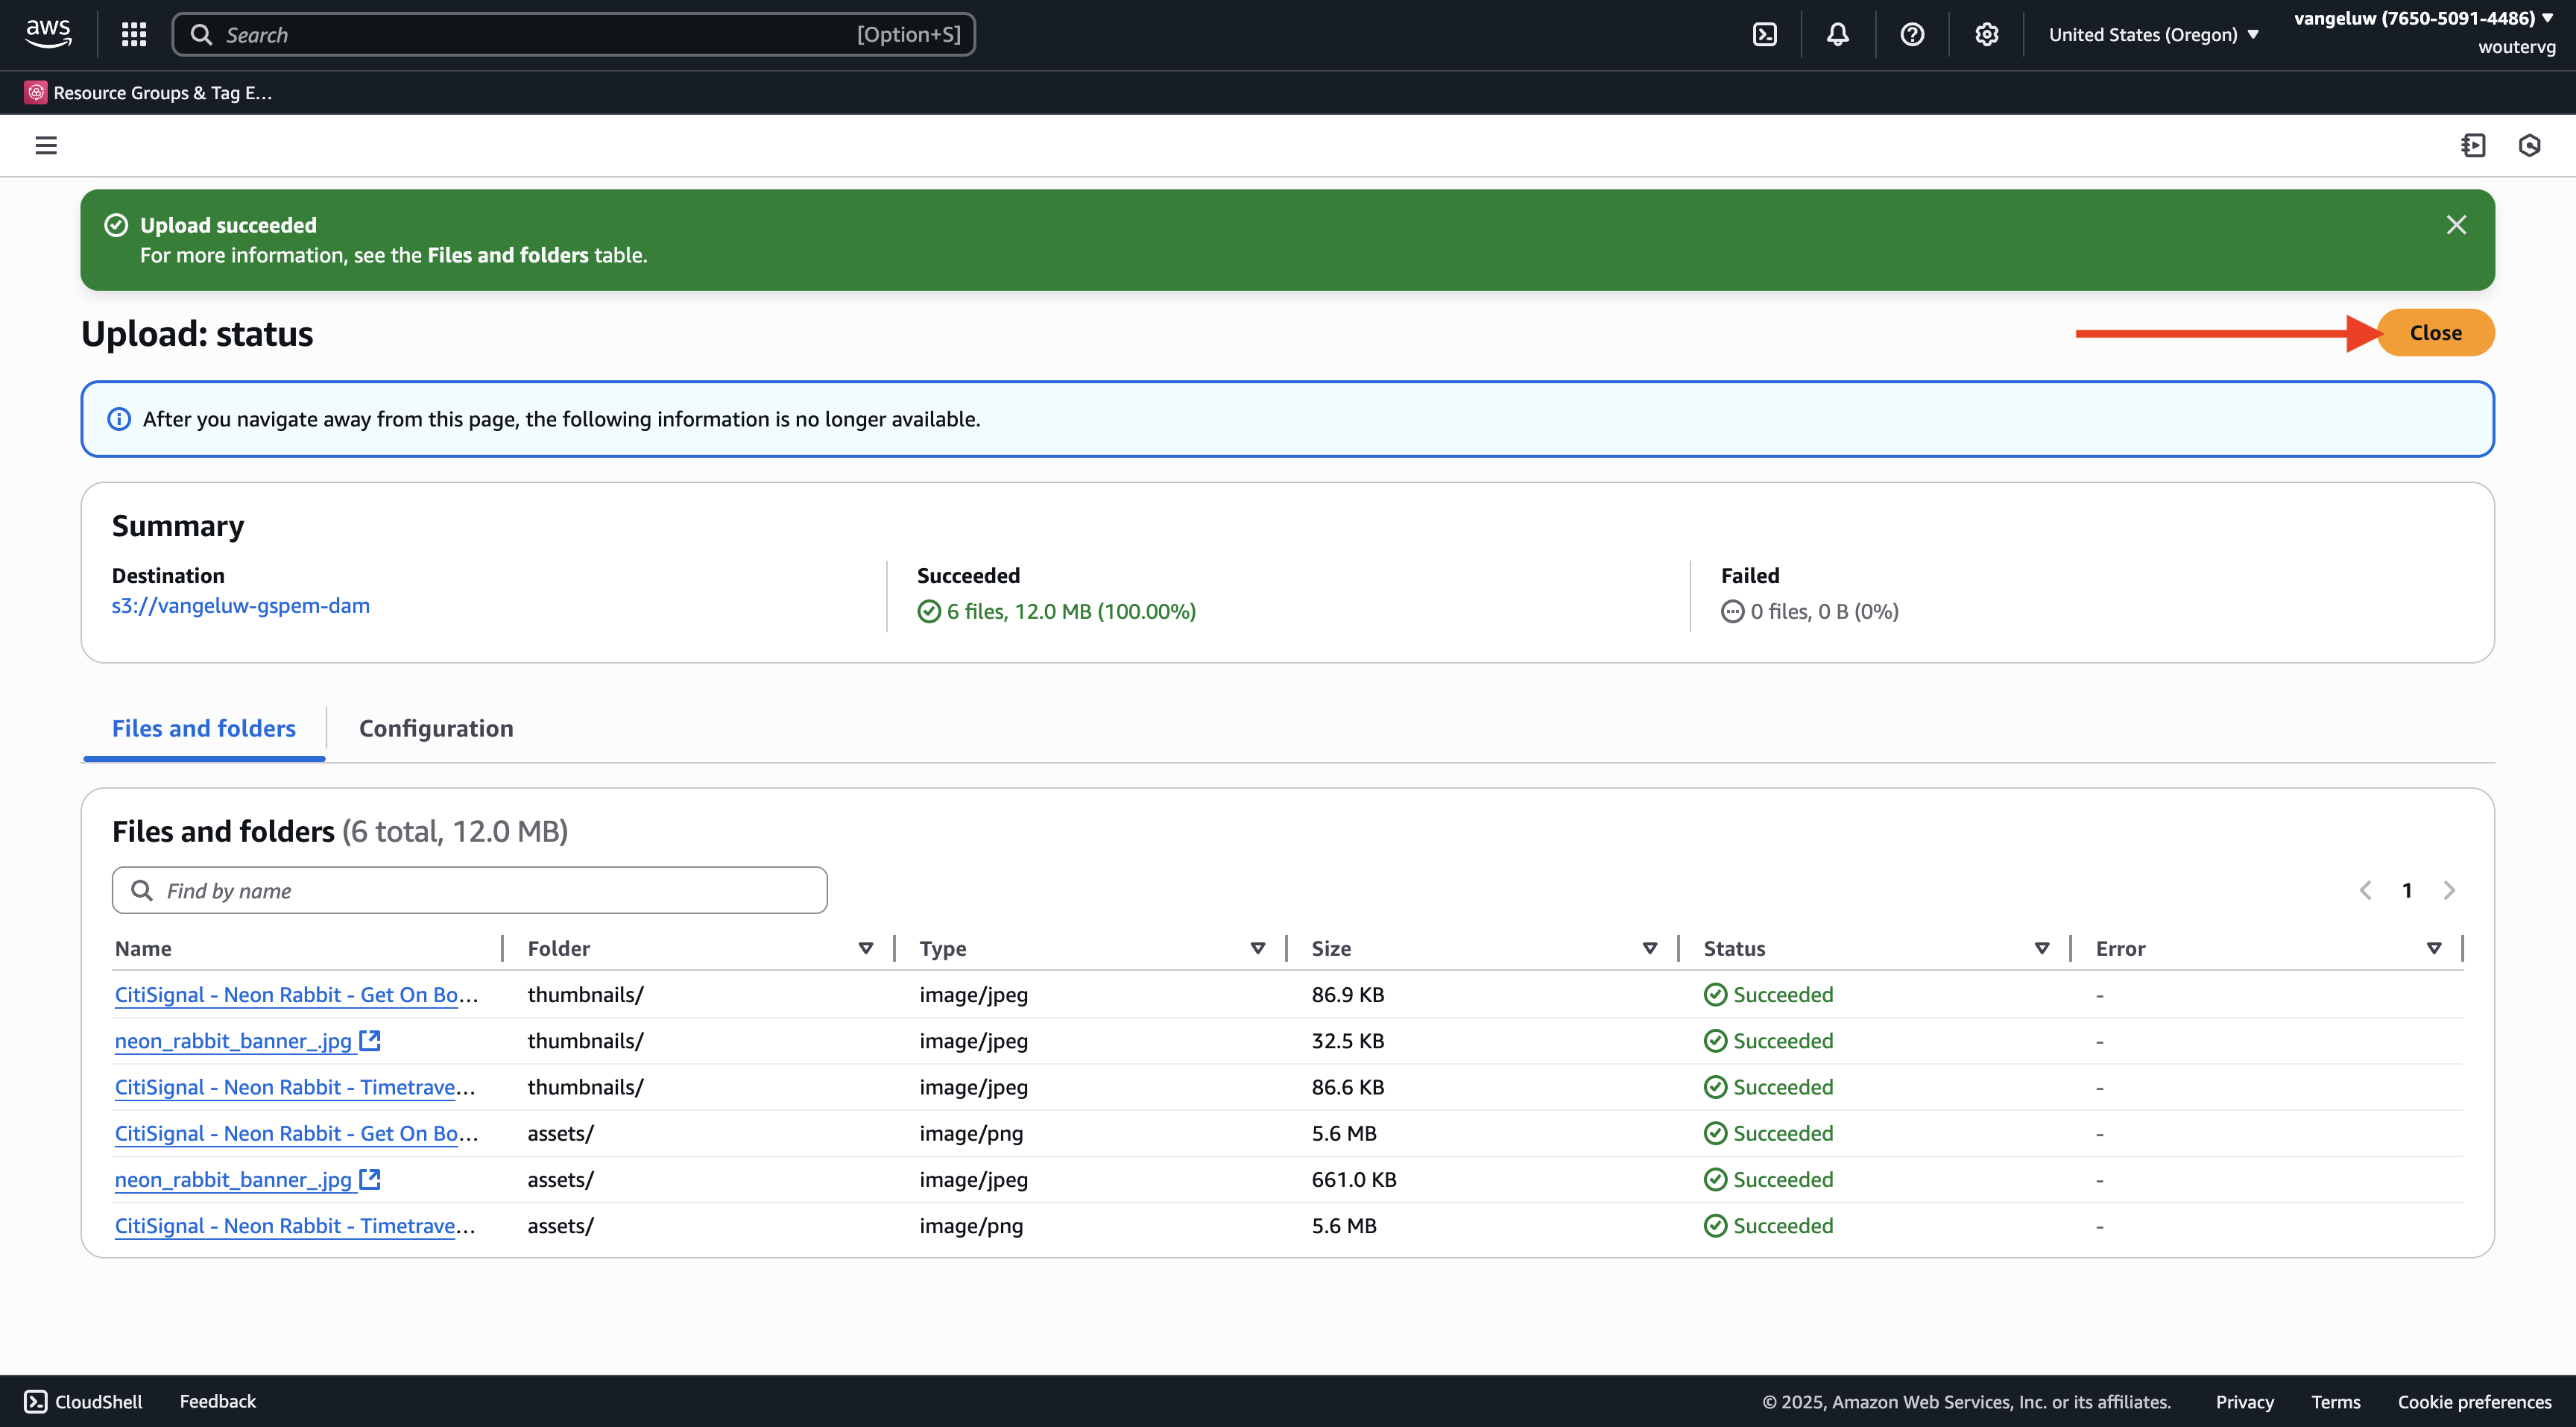 aws
Search [Option+S]
United States (Oregon)
vangeluw (7650-5091-4486)
woutervg
Resource Groups & Tag E...
Upload succeeded
For more information, see the Files and folders table.
Upload: status
Close
After you navigate away from this page, the following information is no longer available.
Summary
Destination
s3://vangeluw-gspem-dam
Succeeded
6 files, 12.0 MB (100.00%)
Failed
0 files, 0 B (0%)
Files and folders
Configuration
Files and folders (6 total, 12.0 MB)
Find by name
1
Name Folder Type Size Status Error
CitiSignal - Neon Rabbit - Get On Bo... thumbnails/ image/jpeg 86.9 KB Succeeded -
neon_rabbit_banner_.jpg thumbnails/ image/jpeg 32.5 KB Succeeded -
CitiSignal - Neon Rabbit - Timetrave... thumbnails/ image/jpeg 86.6 KB Succeeded -
CitiSignal - Neon Rabbit - Get On Bo... assets/ image/png 5.6 MB Succeeded -
neon_rabbit_banner_.jpg assets/ image/jpeg 661.0 KB Succeeded -
CitiSignal - Neon Rabbit - Timetrave... assets/ image/png 5.6 MB Succeeded -
CloudShell Feedback © 2025, Amazon Web Services, Inc. or its affiliates. Privacy Terms Cookie preferences